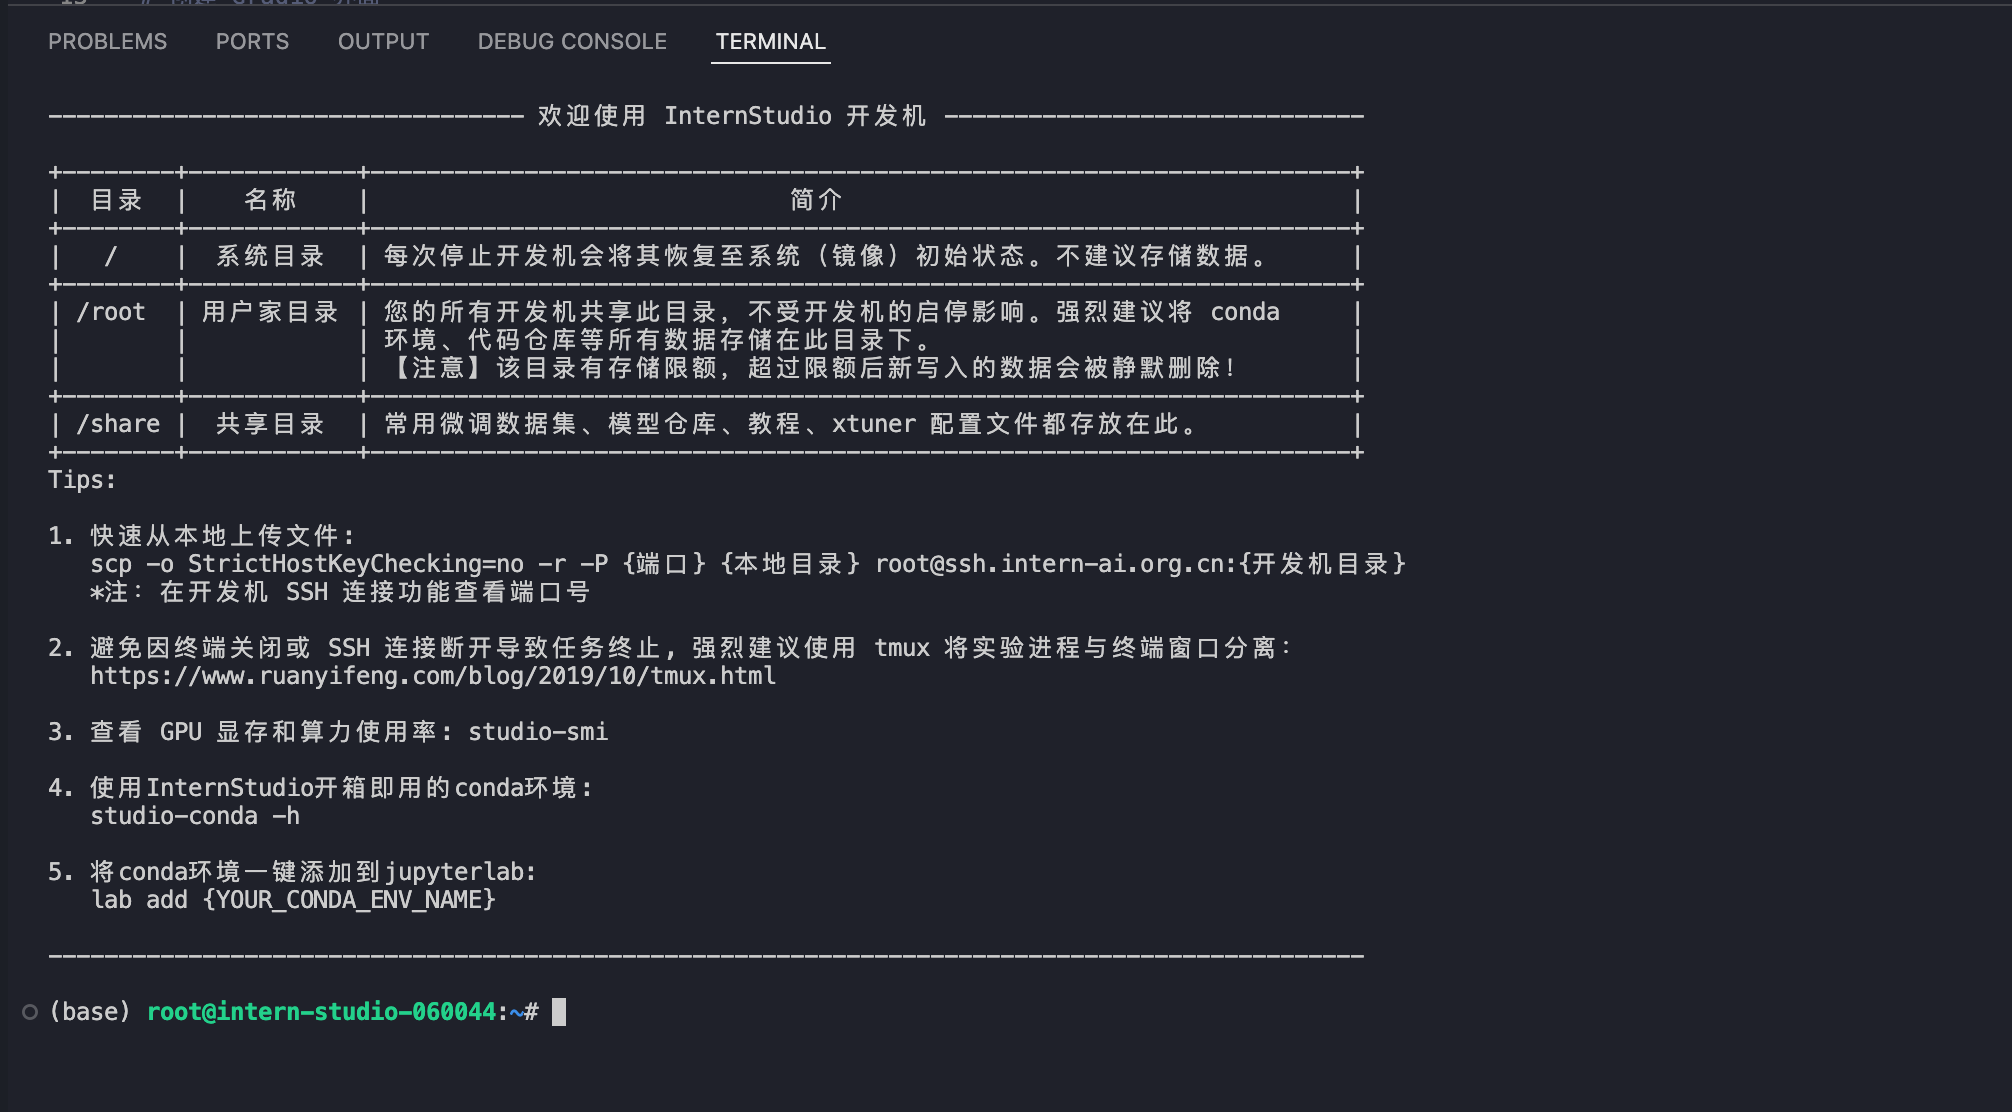 PROBLEMS PORTS OUTPUT DEBUG CONSOLE TERMINAL
---------------------------------- 欢迎使用 InternStudio 开发机 ------------------------------
+--------+------------+----------------------------------------------------------------------+
| 目录 | 名称 | 简介 |
+--------+------------+----------------------------------------------------------------------+
| / | 系统目录 | 每次停止开发机会将其恢复至系统（镜像）初始状态。不建议存储数据。 |
+--------+------------+----------------------------------------------------------------------+
| /root | 用户家目录 | 您的所有开发机共享此目录，不受开发机的启停影响。强烈建议将 conda |
| | | 环境、代码仓库等所有数据存储在此目录下。 |
| | | 【注意】该目录有存储限额，超过限额后新写入的数据会被静默删除！ |
+--------+------------+----------------------------------------------------------------------+
| /share | 共享目录 | 常用微调数据集、模型仓库、教程、xtuner 配置文件都存放在此。 |
+--------+------------+----------------------------------------------------------------------+
Tips:
1. 快速从本地上传文件：
scp -o StrictHostKeyChecking=no -r -P {端口} {本地目录} root@ssh.intern-ai.org.cn:{开发机目录}
*注：在开发机 SSH 连接功能查看端口号
2. 避免因终端关闭或 SSH 连接断开导致任务终止，强烈建议使用 tmux 将实验进程与终端窗口分离：
https://www.ruanyifeng.com/blog/2019/10/tmux.html
3. 查看 GPU 显存和算力使用率：studio-smi
4. 使用InternStudio开箱即用的conda环境：
studio-conda -h
5. 将conda环境一键添加到jupyterlab:
lab add {YOUR_CONDA_ENV_NAME}
----------------------------------------------------------------------------------------------
(base) root@intern-studio-060044:~#